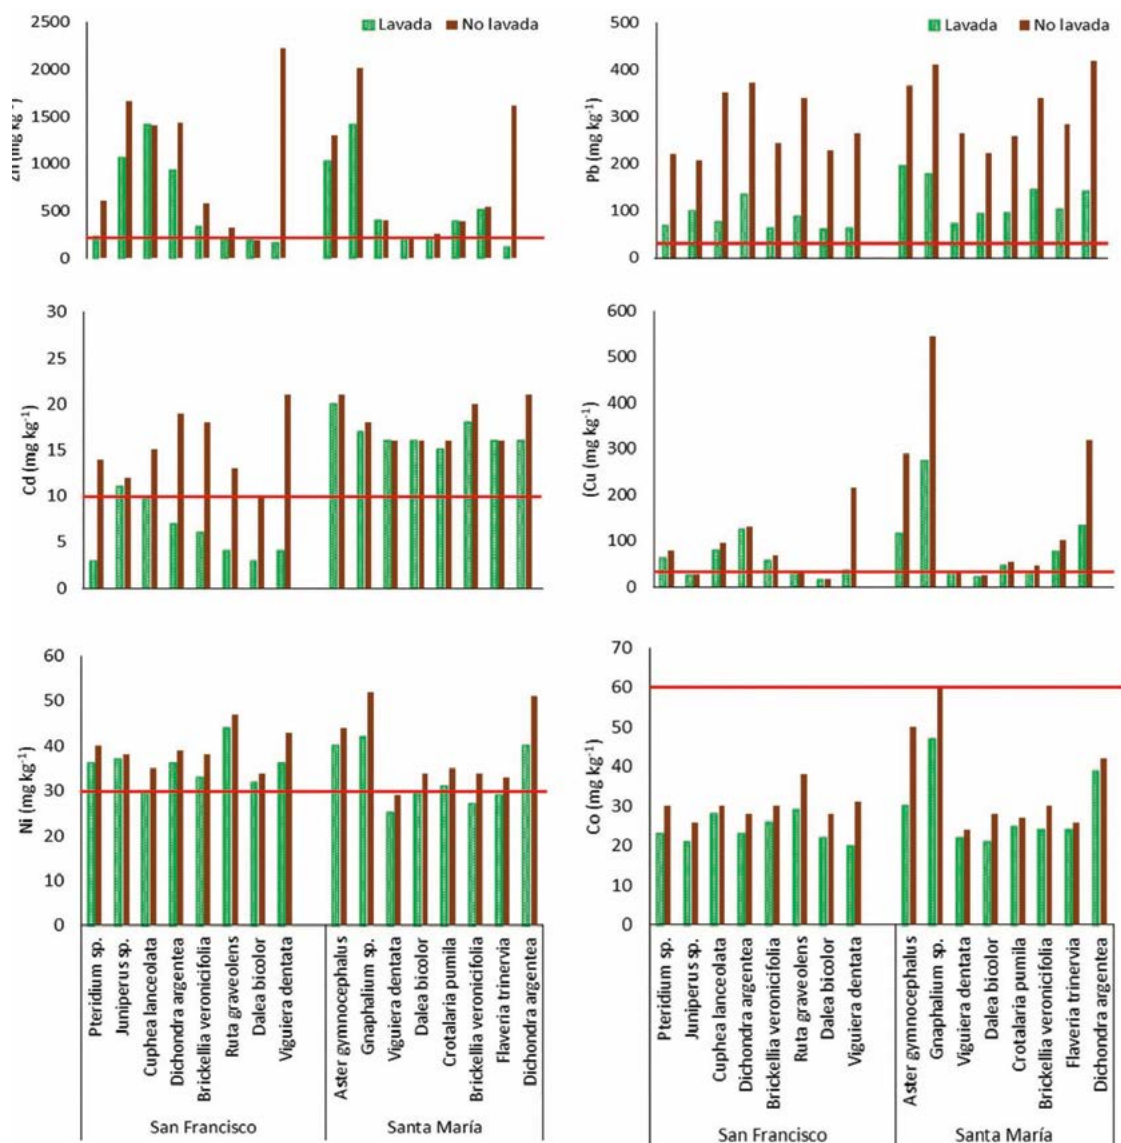 Lavada No lavada
2500
2000
1500
1000
500
0
Zn (mg kg⁻¹)
Lavada No lavada
500
400
300
200
100
0
Pb (mg kg⁻¹)
30
25
20
15
10
5
0
Cd (mg kg⁻¹)
600
500
400
300
200
100
0
(Cu (mg kg⁻¹)
60
50
40
30
20
10
0
Ni (mg kg⁻¹)
Pteridium sp.
Juniperus sp.
Cuphea lanceolata
Dichondra argentea
Brickellia veronicifolia
Ruta graveolens
Dalea bicolor
Viguiera dentata
Aster gymnocephalus
Gnaphalium sp.
Viguiera dentata
Dalea bicolor
Crotalaria pumila
Brickellia veronicifolia
Flaveria trinervia
Dichondra argentea
San Francisco
Santa María
70
60
50
40
30
20
10
0
Co (mg kg⁻¹)
Pteridium sp.
Juniperus sp.
Cuphea lanceolata
Dichondra argentea
Brickellia veronicifolia
Ruta graveolens
Dalea bicolor
Viguiera dentata
Aster gymnocephalus
Gnaphalium sp.
Viguiera dentata
Dalea bicolor
Crotalaria pumila
Brickellia veronicifolia
Flaveria trinervia
Dichondra argentea
San Francisco
Santa María